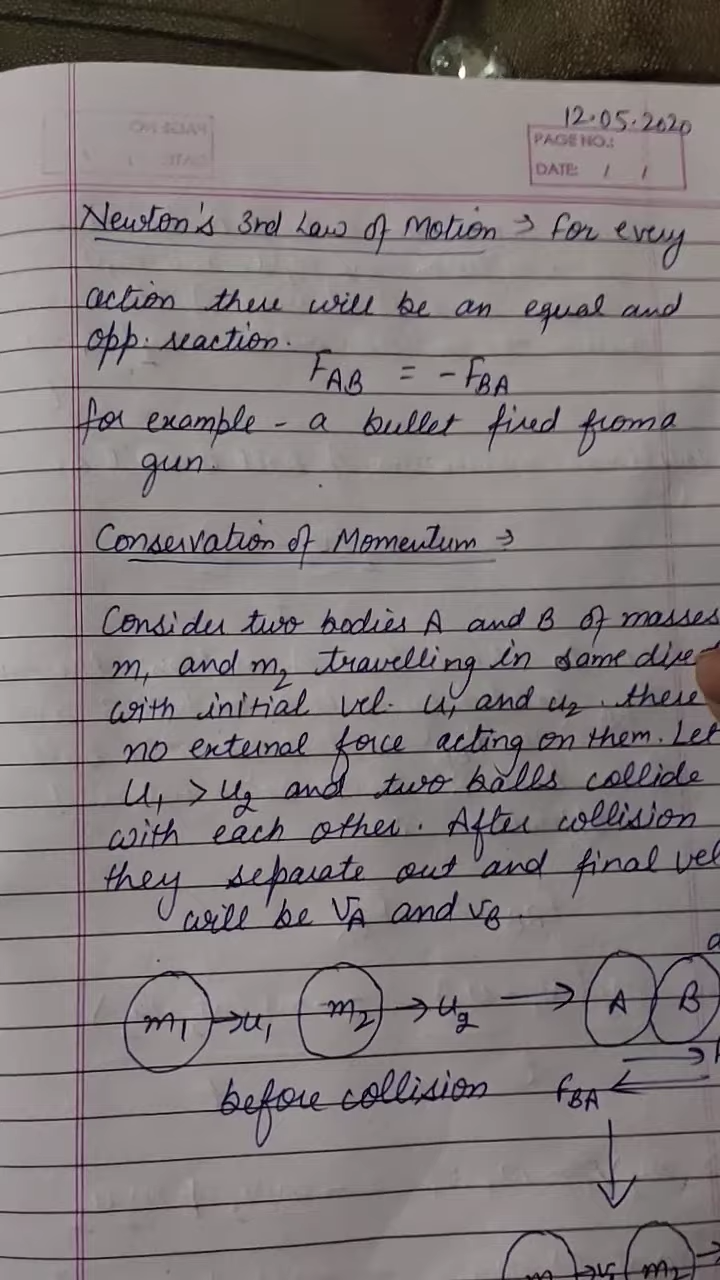 12.05.2020
PAGE NO.:
DATE: / /
Newton's 3rd Law of Motion → for every
action there will be an equal and
opp. reaction.
FAB = -FBA
for example - a bullet fired from a
gun.
Conservation of Momentum →
Consider two bodies A and B of masses
m1 and m2 travelling in same direct
with initial vel. u1 and u2. there
no external force acting on them. Let
u1 > u2 and two balls collide
with each other. After collision
they separate out and final vel
will be VA and VB.
m1 → u1 m2 → u2 → A B
before collision FBA
m2